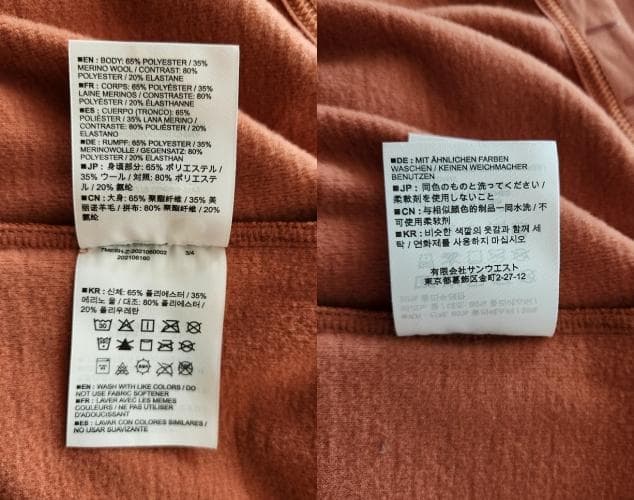 ■EN: BODY: 65% POLYESTER / 35%
MERINO WOOL / CONTRAST: 80%
POLYESTER / 20% ELASTANE
■FR: CORPS: 65% POLYESTER / 35%
LAINE MERINOS / CONTRASTE: 80%
POLYESTER / 20% ÉLASTHANNE
■ES: CUERPO (TRONCO): 65%
POLIÉSTER / 35% LANA MERINO /
CONTRASTE: 80% POLIÉSTER / 20%
ELASTANO
■DE: RUMPF: 65% POLYESTER / 35%
MERINOWOLLE / GEGENSATZ: 80%
POLYESTER / 20% ELASTHAN
■JP: 身頃部分: 65% ポリエステル /
35% ウール / 対照: 80% ポリエステ
ル / 20% 氨纶
■CN: 大身: 65% 聚酯纤维 / 35% 美
丽诺羊毛 / 拼布: 80% 聚酯纤维 / 20%
氨纶
202106160 3/4
■KR: 신체: 65% 폴리에스터 / 35%
메리노 울 / 대조: 80% 폴리에스터 /
20% 폴리우레탄
■EN: WASH WITH LIKE COLORS / DO
NOT USE FABRIC SOFTENER
■FR: LAVER AVEC LES MEMES
COULEURS / NE PAS UTILISER
D'ADOUCISSANT
■ES: LAVAR CON COLORES SIMILARES /
NO USAR SUAVIZANTE
■DE: MIT ÄHNLICHEN FARBEN
WASCHEN / KEINEN WEICHMACHER
BENUTZEN
■JP: 同色のものと洗ってください /
柔軟剤を使用しないこと
■CN: 与相似颜色的制品一同水洗 / 不
可使用柔软剂
■KR: 비슷한 색깔의 옷감과 함께 세
탁 / 연화제를 사용하지 마십시오
有限会社サンウエスト
東京都葛飾区金町2-27-12